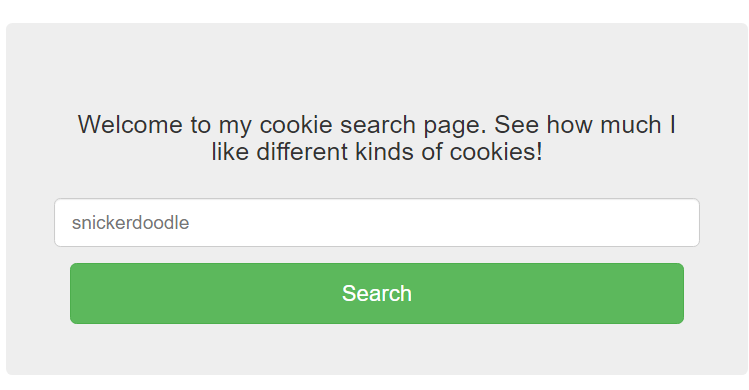 Welcome to my cookie search page. See how much I
like different kinds of cookies!
snickerdoodle
Search